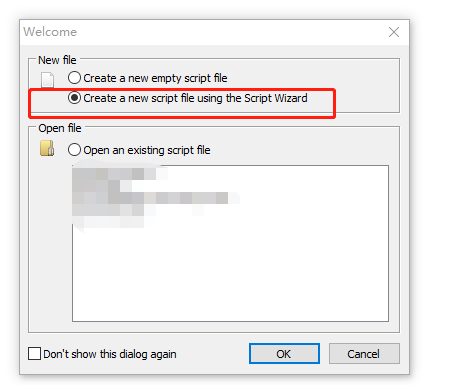 Welcome
New file
Create a new empty script file
Create a new script file using the Script Wizard
Open file
Open an existing script file
Don't show this dialog again
OK
Cancel